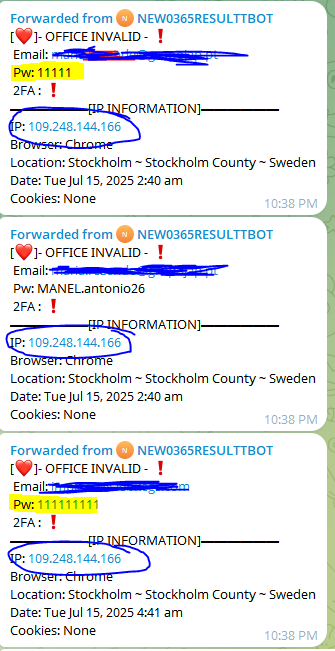 Forwarded from N NEW0365RESULTTBOT
[❤️]- OFFICE INVALID - ❗
Email:
Pw: 11111
2FA : ❗
[IP INFORMATION]
IP: 109.248.144.166
Browser: Chrome
Location: Stockholm ~ Stockholm County ~ Sweden
Date: Tue Jul 15, 2025 2:40 am
Cookies: None
10:38 PM
Forwarded from N NEW0365RESULTTBOT
[❤️]- OFFICE INVALID - ❗
Email:
Pw: MANEL.antonio26
2FA : ❗
[IP INFORMATION]
IP: 109.248.144.166
Browser: Chrome
Location: Stockholm ~ Stockholm County ~ Sweden
Date: Tue Jul 15, 2025 2:40 am
Cookies: None
10:38 PM
Forwarded from N NEW0365RESULTTBOT
[❤️]- OFFICE INVALID - ❗
Email:
Pw: 111111111
2FA : ❗
[IP INFORMATION]
IP: 109.248.144.166
Browser: Chrome
Location: Stockholm ~ Stockholm County ~ Sweden
Date: Tue Jul 15, 2025 4:41 am
Cookies: None
10:38 PM